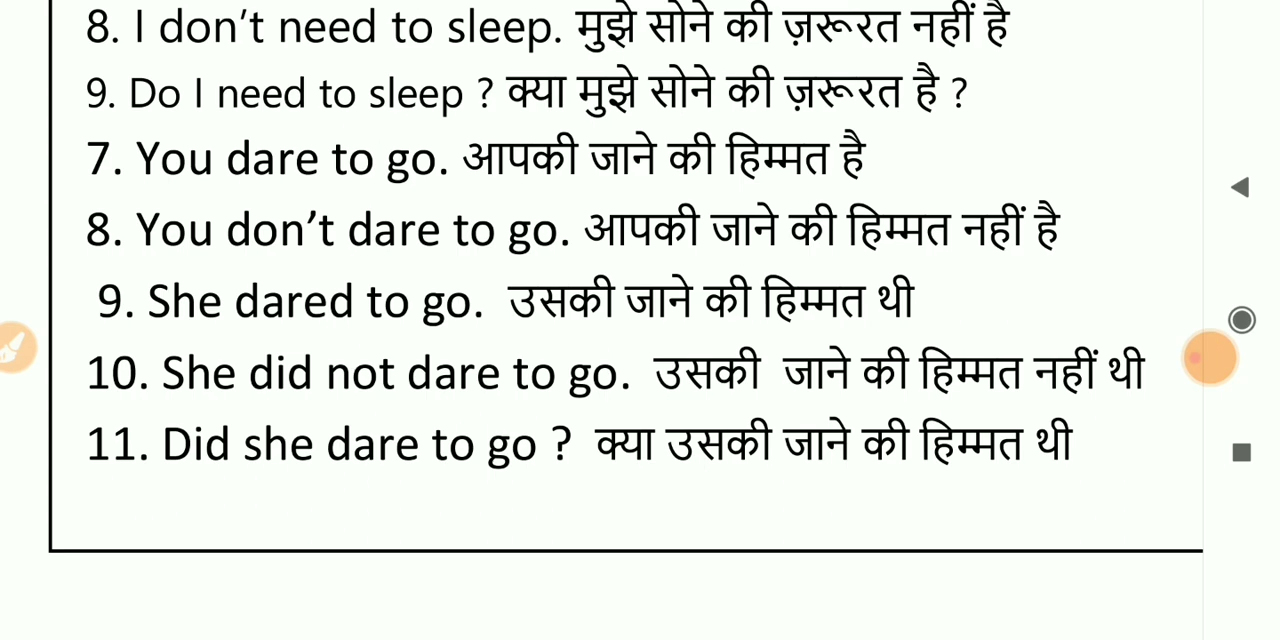 8. I don't need to sleep. मुझे सोने की ज़रूरत नहीं है
9. Do I need to sleep ? क्या मुझे सोने की ज़रूरत है ?
7. You dare to go. आपकी जाने की हिम्मत है
8. You don’t dare to go. आपकी जाने की हिम्मत नहीं है
9. She dared to go. उसकी जाने की हिम्मत थी
10. She did not dare to go. उसकी जाने की हिम्मत नहीं थी
11. Did she dare to go ? क्या उसकी जाने की हिम्मत थी